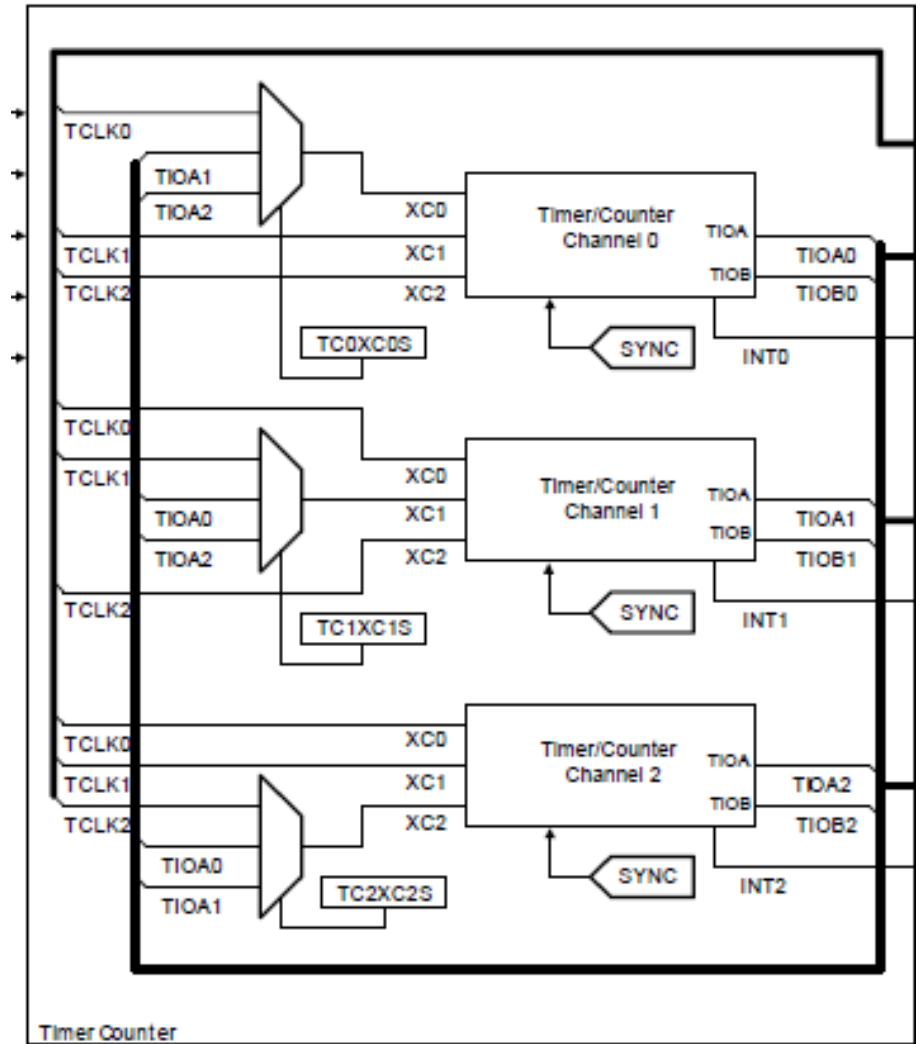 TCLK0
TIOA1
TIOA2
XC0
Timer/Counter
Channel 0
TIOA
TCLK1
XC1
TIOA0
TIOB
TCLK2
XC2
TIOB0
TC0XC0S
SYNC
INT0
TCLK0
TCLK1
XC0
Timer/Counter
Channel 1
TIOA
TIOA0
XC1
TIOA1
TIOB
TIOA2
XC2
TIOB1
TCLK2
TC1XC1S
SYNC
INT1
TCLK0
XC0
Timer/Counter
Channel 2
TIOA
TCLK1
XC1
TIOA2
TIOB
TCLK2
XC2
TIOB2
TIOA0
TIOA1
TC2XC2S
SYNC
INT2
Timer Counter